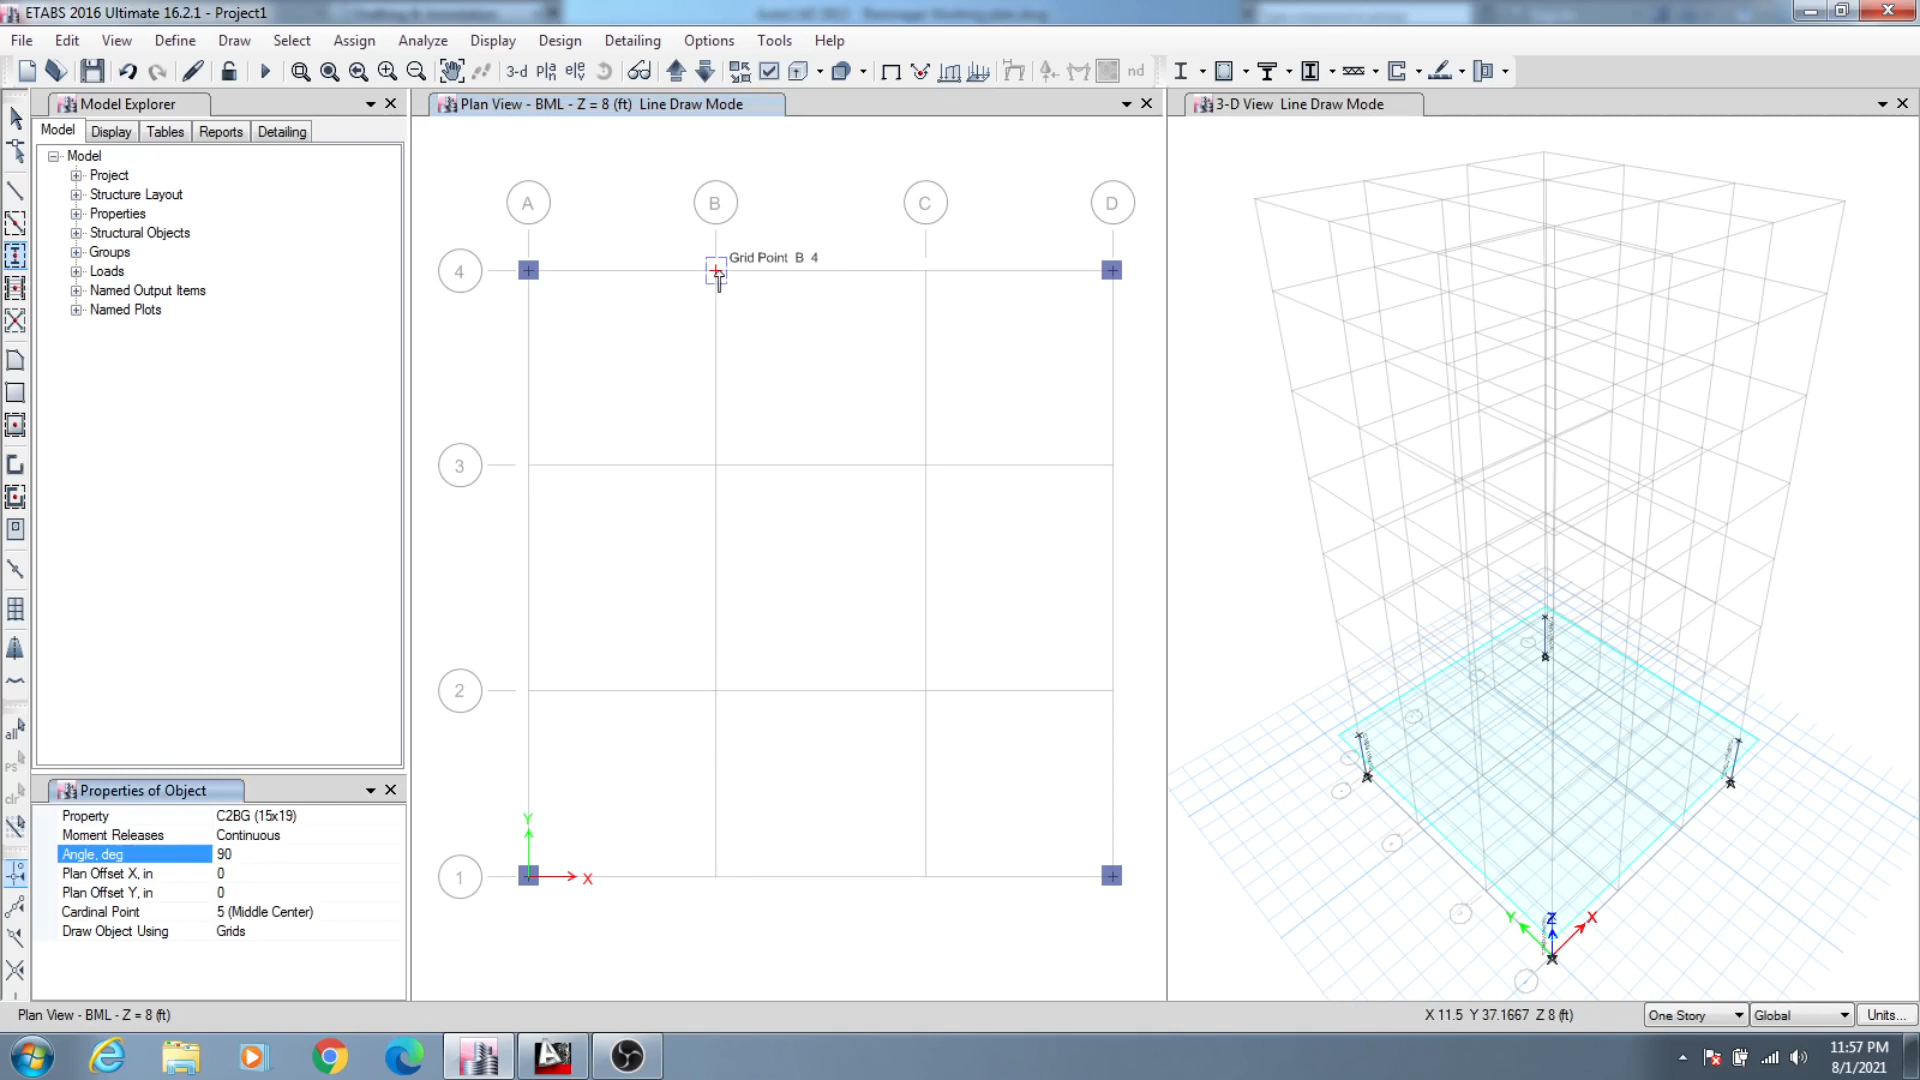 ETABS 2016 Ultimate 16.2.1 - Project1
File Edit View Define Draw Select Assign Analyze Display Design Detailing Options Tools Help
3-d nd
Model Explorer
Plan View - BML - Z = 8 (ft) Line Draw Mode
3-D View Line Draw Mode
Model Display Tables Reports Detailing
Model
Project
Structure Layout
Properties
Structural Objects
Groups
Loads
Named Output Items
Named Plots
A B C D
Grid Point B 4
4
3
2
1
Y
X
Y Z X
all
ps
clr
Properties of Object
Property C2BG (15x19)
Moment Releases Continuous
Angle, deg 90
Plan Offset X, in 0
Plan Offset Y, in 0
Cardinal Point 5 (Middle Center)
Draw Object Using Grids
Plan View - BML - Z = 8 (ft)
X 11.5 Y 37.1667 Z 8 (ft)
One Story
Global
Units...
11:57 PM
8/1/2021